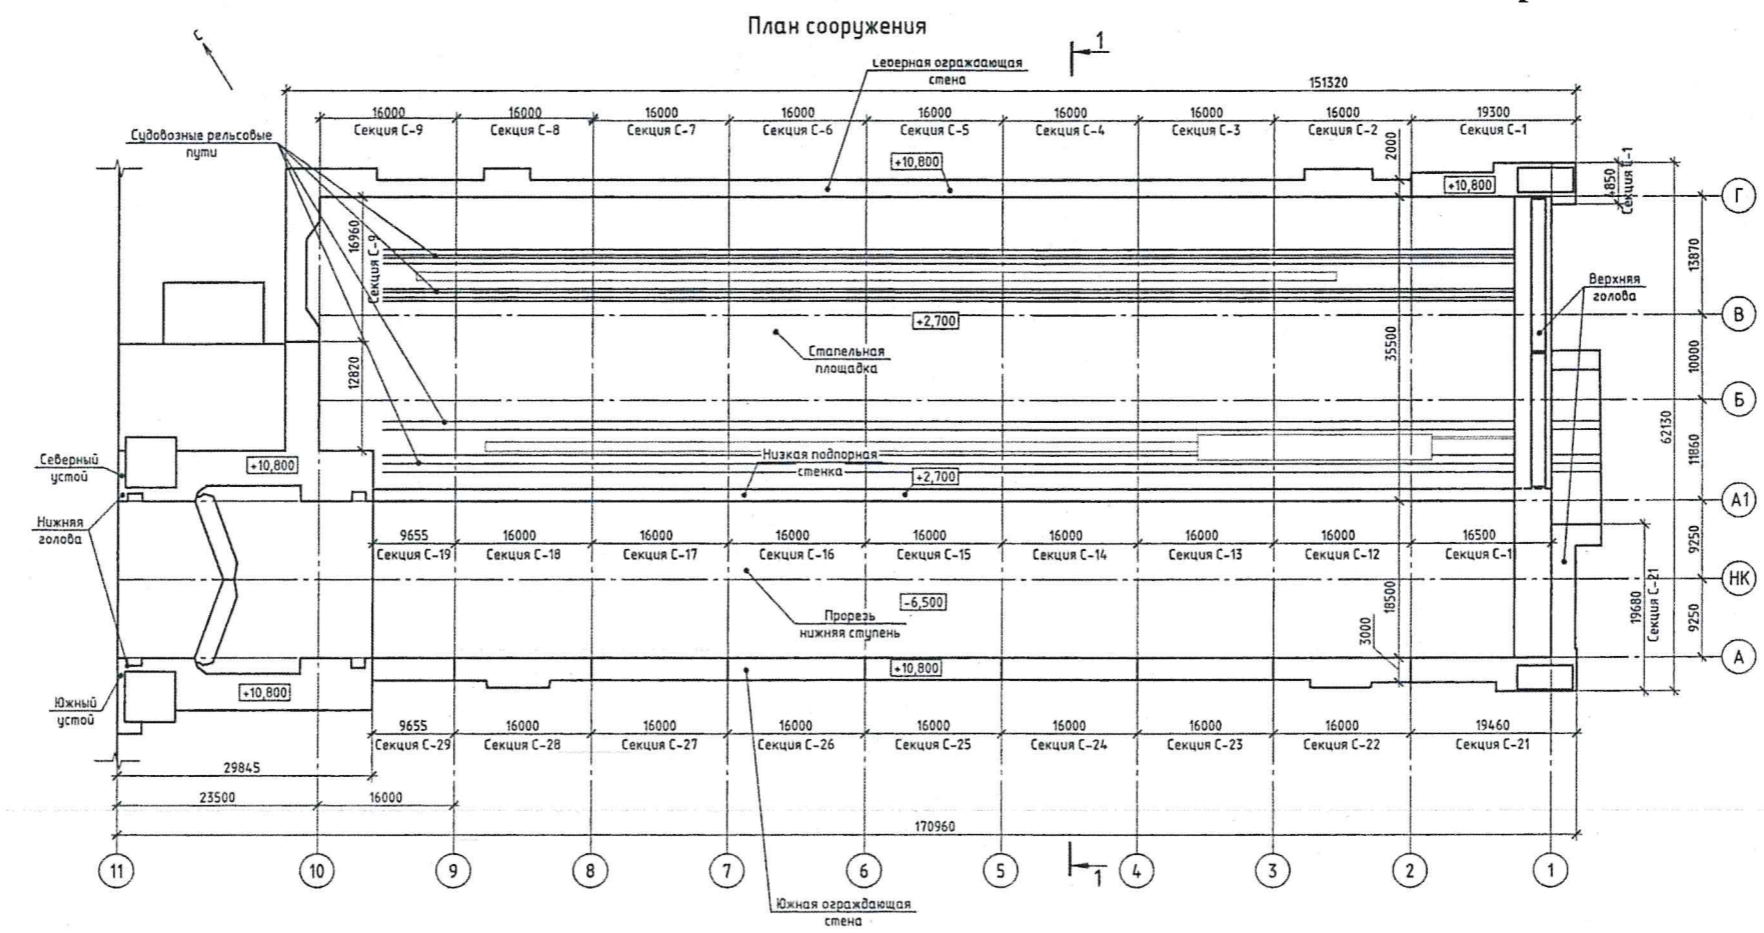 План сооружения
1
С
Северная ограждающая
стена
151320
16000
16000
16000
16000
16000
16000
16000
16000
19300
Секция С-9
Секция С-8
Секция С-7
Секция С-6
Секция С-5
Секция С-4
Секция С-3
Секция С-2
Секция С-1
Судовозные рельсовые
пути
2000
+10,800
+10,800
4850
Секция С-1
Г
16960
Секция С-9
13870
Верхняя
голова
+2,700
В
Стапельная
площадка
35500
12820
10000
Б
62130
11860
Северный
устой
+10,800
Низкая подпорная
стенка
+2,700
А1
Нижняя
голова
9655
16000
16000
16000
16000
16000
16000
16000
16500
Секция С-19
Секция С-18
Секция С-17
Секция С-16
Секция С-15
Секция С-14
Секция С-13
Секция С-12
Секция С-1
9250
НК
-6,500
Прорезь
нижняя ступень
18500
3000
19680
Секция С-21
9250
А
+10,800
+10,800
Южный
устой
9655
16000
16000
16000
16000
16000
16000
16000
19460
Секция С-29
Секция С-28
Секция С-27
Секция С-26
Секция С-25
Секция С-24
Секция С-23
Секция С-22
Секция С-21
29845
23500
16000
170960
11
10
9
8
7
6
5
4
3
2
1
1
Южная ограждающая
стена